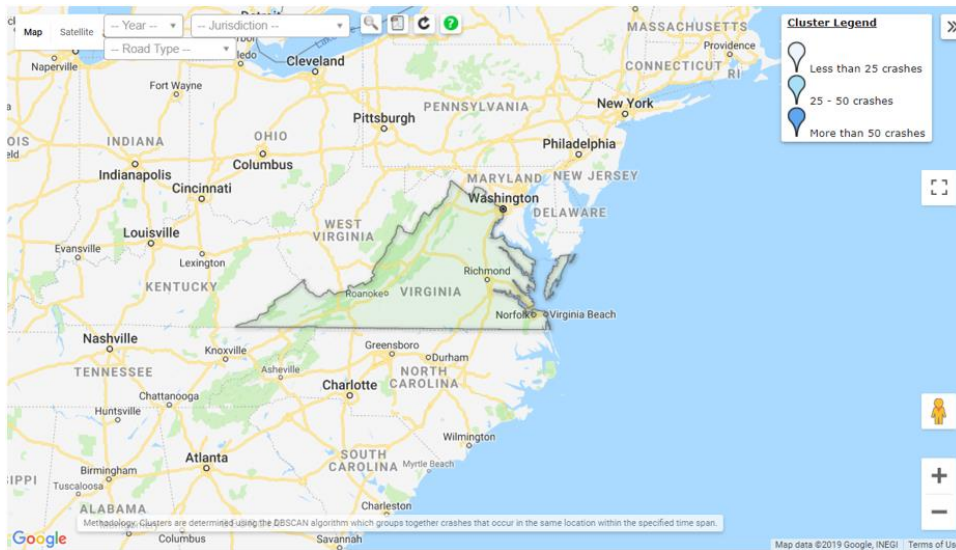 Map
Satellite
-- Year --
-- Jurisdiction --
-- Road Type --
Cluster Legend
Less than 25 crashes
25 - 50 crashes
More than 50 crashes
Detroit
MASSACHUSETTS
Providence
CONNECTICUT
RI
Naperville
Cleveland
Fort Wayne
PENNSYLVANIA
New York
Pittsburgh
OHIO
INDIANA
Philadelphia
Columbus
Indianapolis
MARYLAND
NEW JERSEY
Cincinnati
Washington
DELAWARE
WEST
VIRGINIA
Louisville
Evansville
Lexington
Richmond
KENTUCKY
Roanoke
VIRGINIA
Norfolk
Virginia Beach
Nashville
Greensboro
Knoxville
Durham
TENNESSEE
Asheville
NORTH
CAROLINA
Charlotte
Chattanooga
Huntsville
Wilmington
Atlanta
SOUTH
CAROLINA
Myrtle Beach
Birmingham
Tuscaloosa
ALABAMA
Charleston
Methodology: Clusters are determined using the DBSCAN algorithm which groups together crashes that occur in the same location within the specified time span.
Google
Columbus
Savannah
Map data ©2019 Google, INEGI
Terms of Us